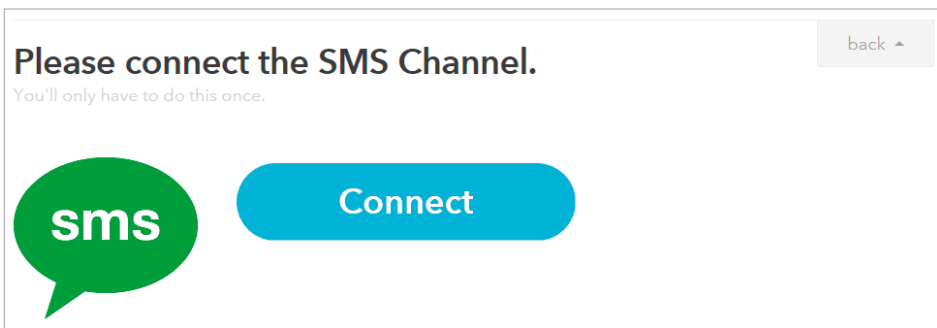 back
Please connect the SMS Channel.
You'll only have to do this once.
sms
Connect